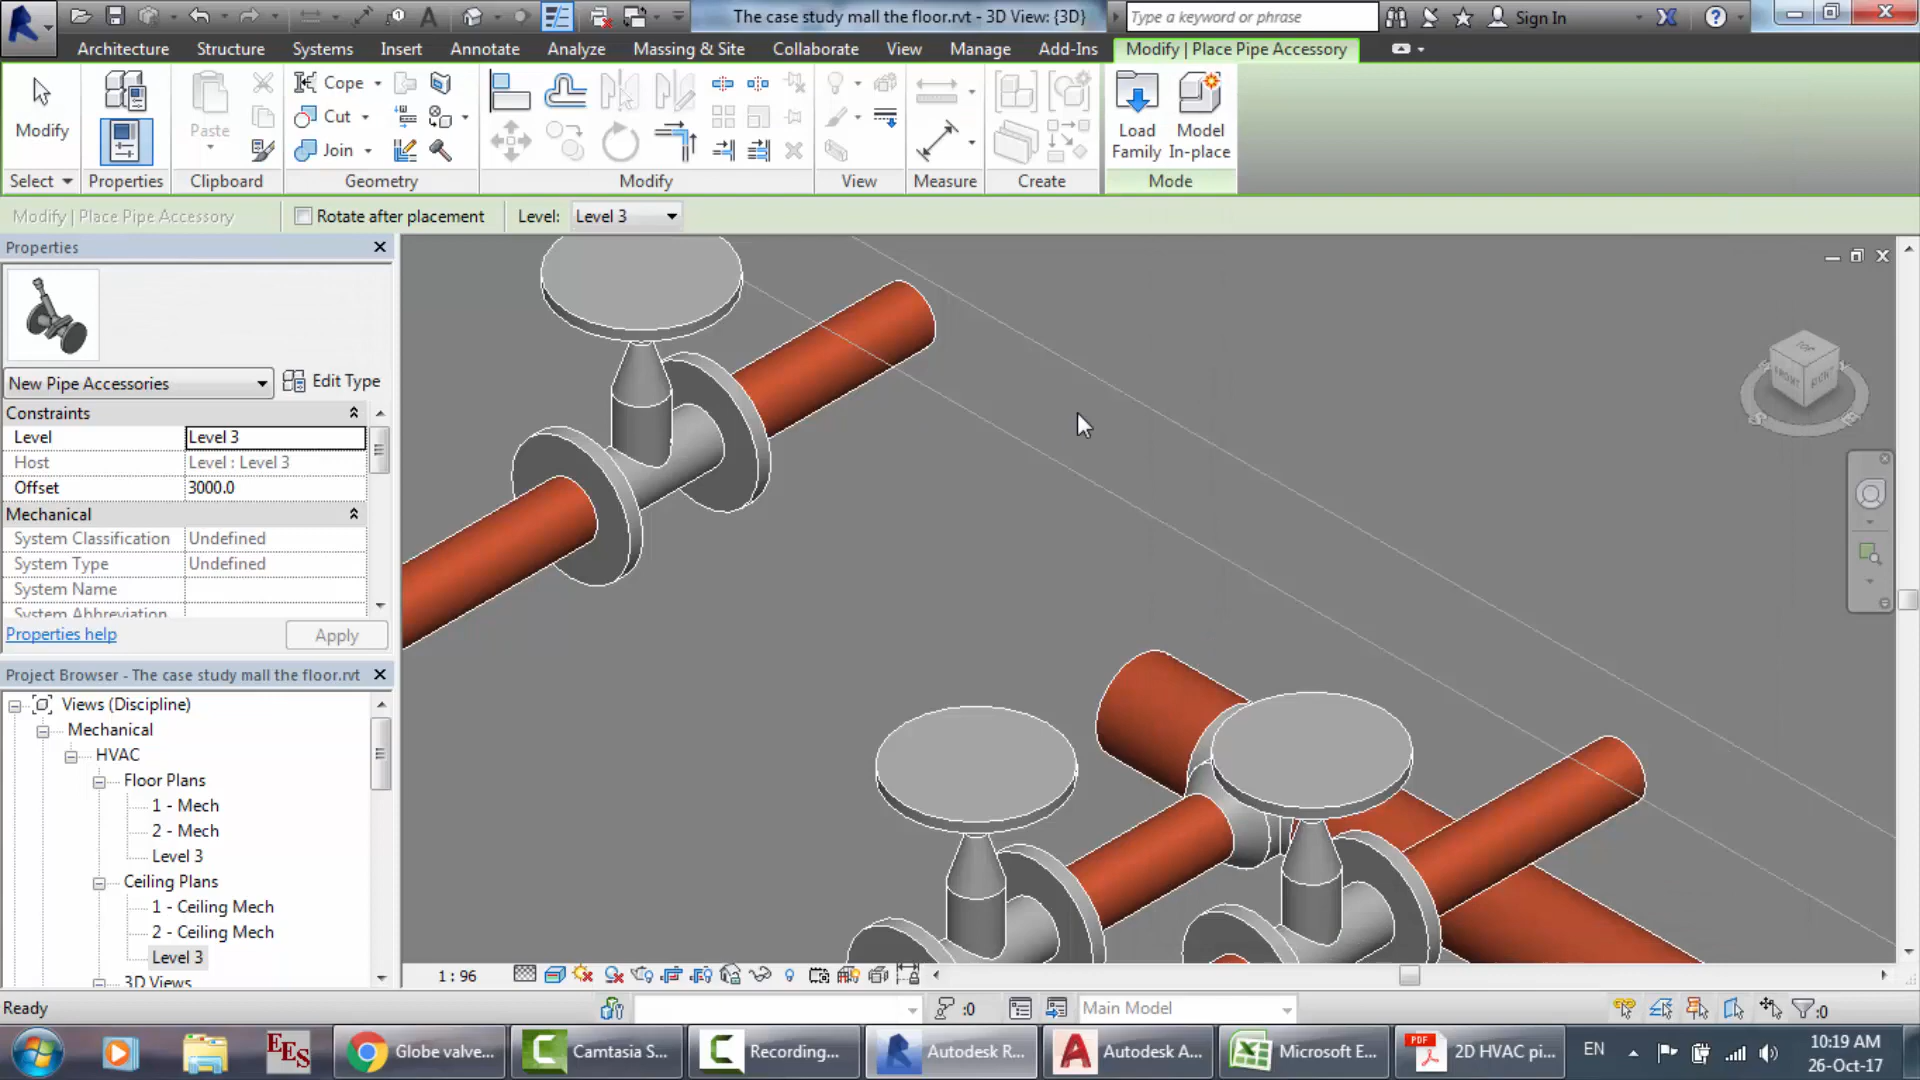 The case study mall the floor.rvt - 3D View: {3D}
Type a keyword or phrase
Sign In
Architecture Structure Systems Insert Annotate Analyze Massing & Site Collaborate View Manage Add-Ins Modify | Place Pipe Accessory
Modify
Paste
Cope
Cut
Join
Load Family
Model In-place
Select Properties Clipboard Geometry Modify View Measure Create Mode
Modify | Place Pipe Accessory
Rotate after placement
Level: Level 3
Properties
New Pipe Accessories
Edit Type
Constraints
Level Level 3
Host Level : Level 3
Offset 3000.0
Mechanical
System Classification Undefined
System Type Undefined
System Name
System Abbreviation
Properties help
Apply
Project Browser - The case study mall the floor.rvt
Views (Discipline)
Mechanical
HVAC
Floor Plans
1 - Mech
2 - Mech
Level 3
Ceiling Plans
1 - Ceiling Mech
2 - Ceiling Mech
Level 3
3D Views
TOP
FRONT
RIGHT
1 : 96
Ready
:0
Main Model
:0
EES
Globe valve...
Camtasia S...
Recording...
Autodesk R...
Autodesk A...
Microsoft E...
PDF
2D HVAC pi...
EN
10:19 AM
26-Oct-17